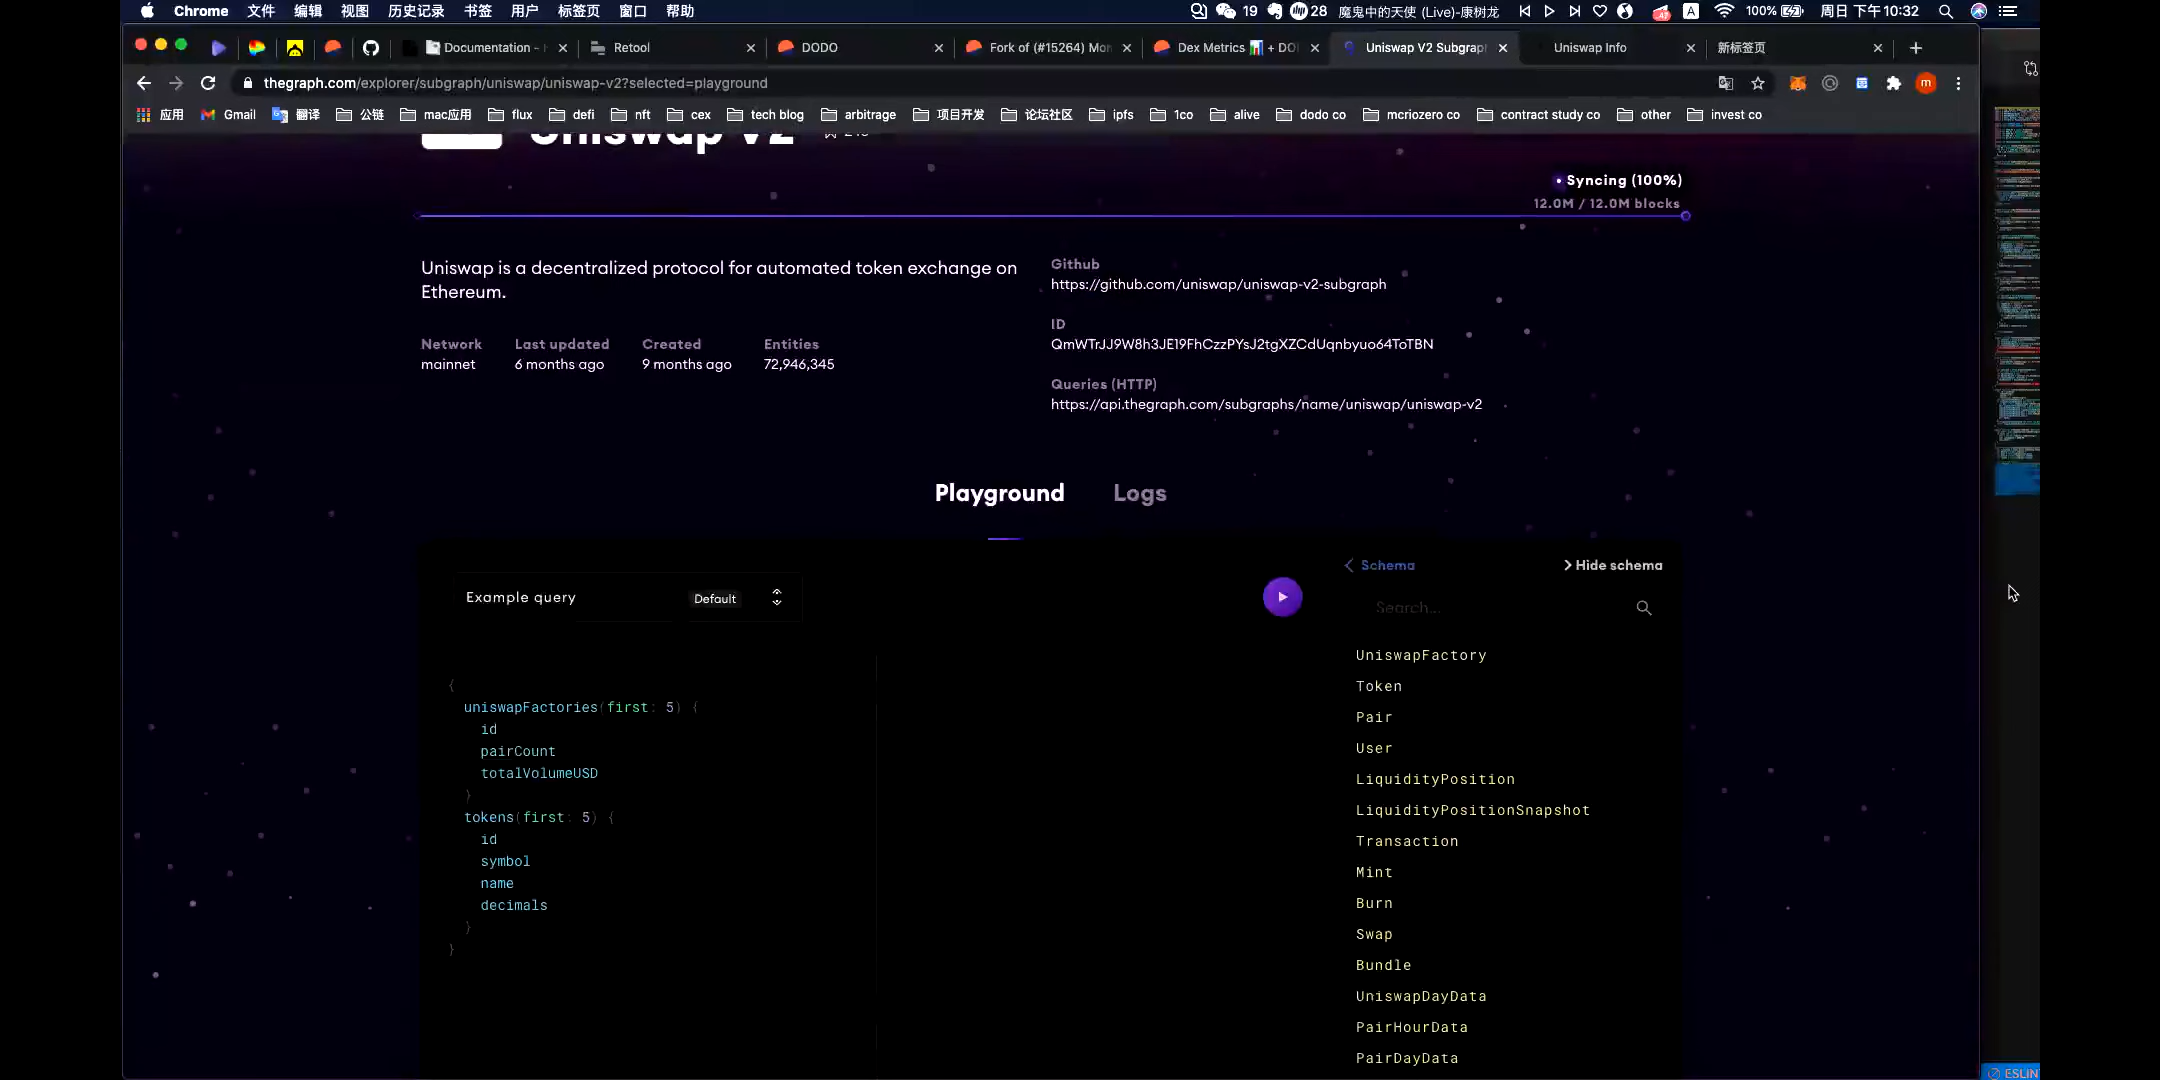 Chrome 文件 编辑 视图 历史记录 书签 用户 标签页 窗口 帮助 19 28 魔鬼中的天使 (Live)-康树龙 A 100% 周日 下午10:32
Documentation - Retool DODO Fork of (#15264) Mon Dex Metrics 📊 + DO Uniswap V2 Subgrap Uniswap Info 新标签页
thegraph.com/explorer/subgraph/uniswap/uniswap-v2?selected=playground m
应用 Gmail 翻译 公链 mac应用 flux defi nft cex tech blog arbitrage 项目开发 论坛社区 ipfs 1co alive dodo co mcriozero co contract study co other invest co
Uniswap V2
Syncing (100%)
12.0M / 12.0M blocks
Uniswap is a decentralized protocol for automated token exchange on
Ethereum.
Network Last updated Created Entities
mainnet 6 months ago 9 months ago 72,946,345
Github
https://github.com/uniswap/uniswap-v2-subgraph
ID
QmWTrJJ9W8h3JE19FhCzzPYsJ2tgXZCdUqnbyuo64ToTBN
Queries (HTTP)
https://api.thegraph.com/subgraphs/name/uniswap/uniswap-v2
Playground Logs
Example query Default
{
uniswapFactories(first: 5) {
id
pairCount
totalVolumeUSD
}
tokens(first: 5) {
id
symbol
name
decimals
}
}
Schema Hide schema
Search...
UniswapFactory
Token
Pair
User
LiquidityPosition
LiquidityPositionSnapshot
Transaction
Mint
Burn
Swap
Bundle
UniswapDayData
PairHourData
PairDayData
ESLIN